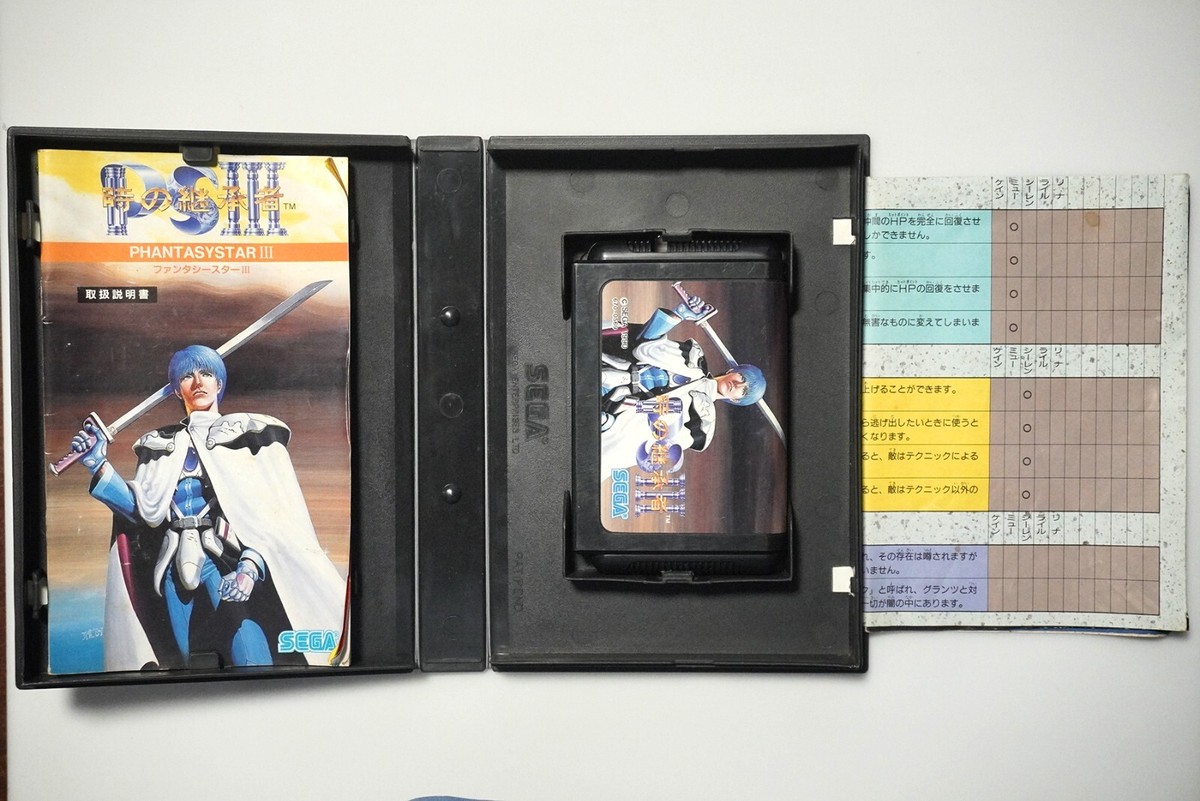 時の継承者
PSIII
TM
PHANTASYSTAR III
ファンタシースターIII
取扱説明書
SEGA
SEGA
© SEGA
時の継承者
PSIII
TM
SEGA
ケイン
ミュー
シーレン
ライル
リナ
仲間のHPを完全に回復させ
しかできません。
す。
集中的にHPの回復をさせま
無害なものに変えてしまいま
ケイン
ミュー
シーレン
ライル
リナ
上げることができます。
ら逃げ出したいときに使うと
くなります。
ると、敵はテクニックによる
ると、敵はテクニック以外の
ケイン
ミュー
シーレン
ライル
リナ
れ、その存在は噂されますが
いません。
ク」と呼ばれ、グランツと対
一切が闇の中にあります。